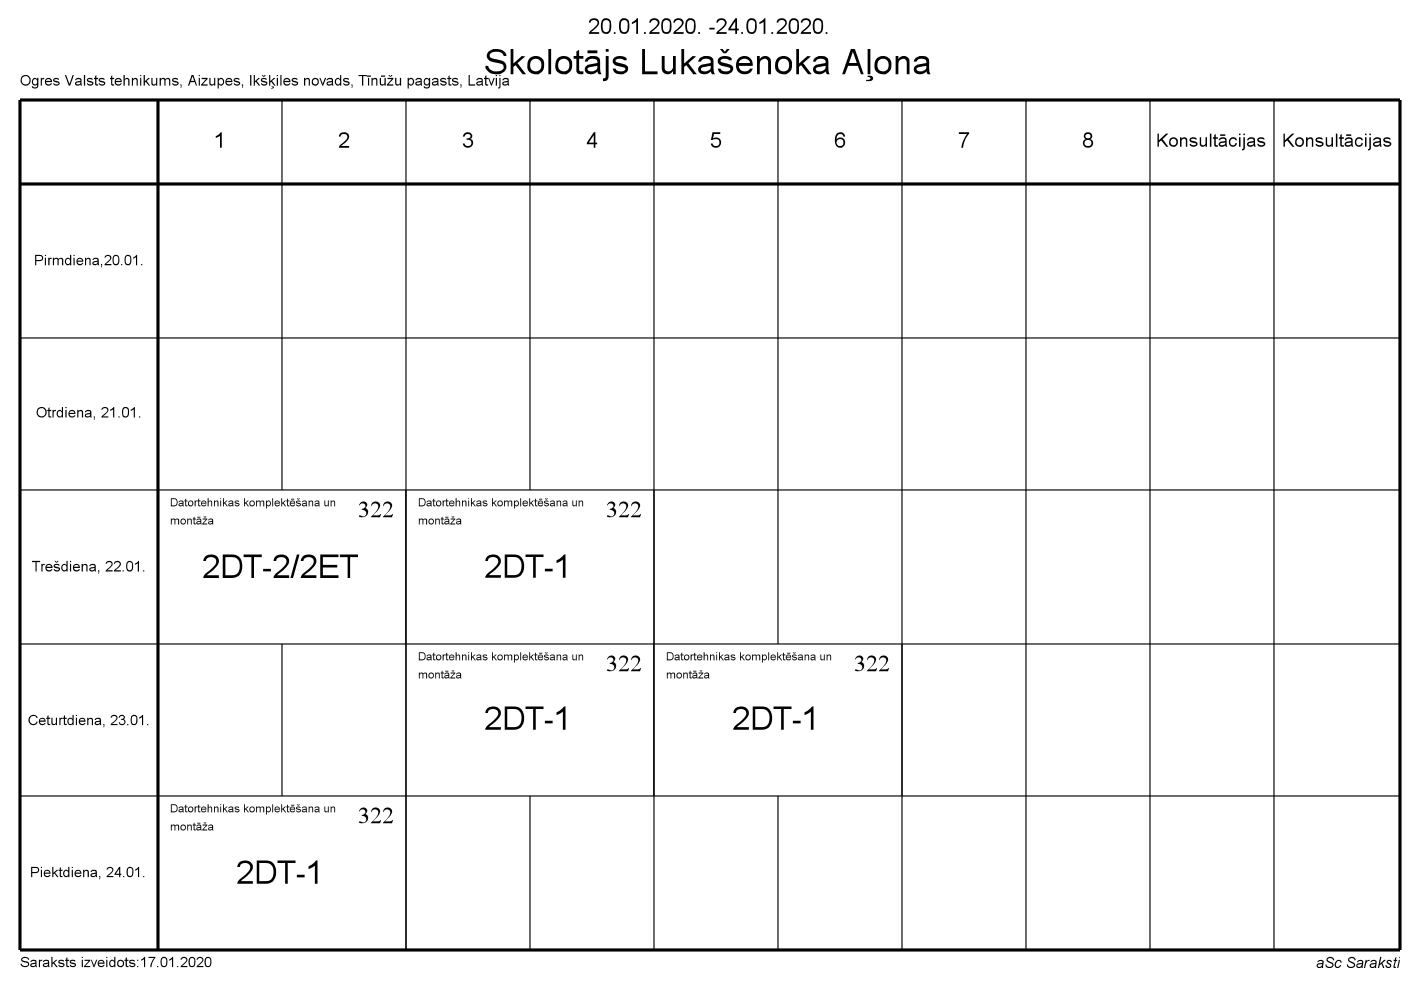 20.01.2020. -24.01.2020.
Skolotājs Lukašenoka Aļona
Ogres Valsts tehnikums, Aizupes, Ikšķiles novads, Tīnūžu pagasts, Latvija
1 2 3 4 5 6 7 8 Konsultācijas Konsultācijas
Pirmdiena,20.01.
Otrdiena, 21.01.
Trešdiena, 22.01.
Datortehnikas komplektēšana un
montāža
322
2DT-2/2ET
Datortehnikas komplektēšana un
montāža
322
2DT-1
Ceturtdiena, 23.01.
Datortehnikas komplektēšana un
montāža
322
2DT-1
Datortehnikas komplektēšana un
montāža
322
2DT-1
Piektdiena, 24.01.
Datortehnikas komplektēšana un
montāža
322
2DT-1
Saraksts izveidots:17.01.2020
aSc Saraksti